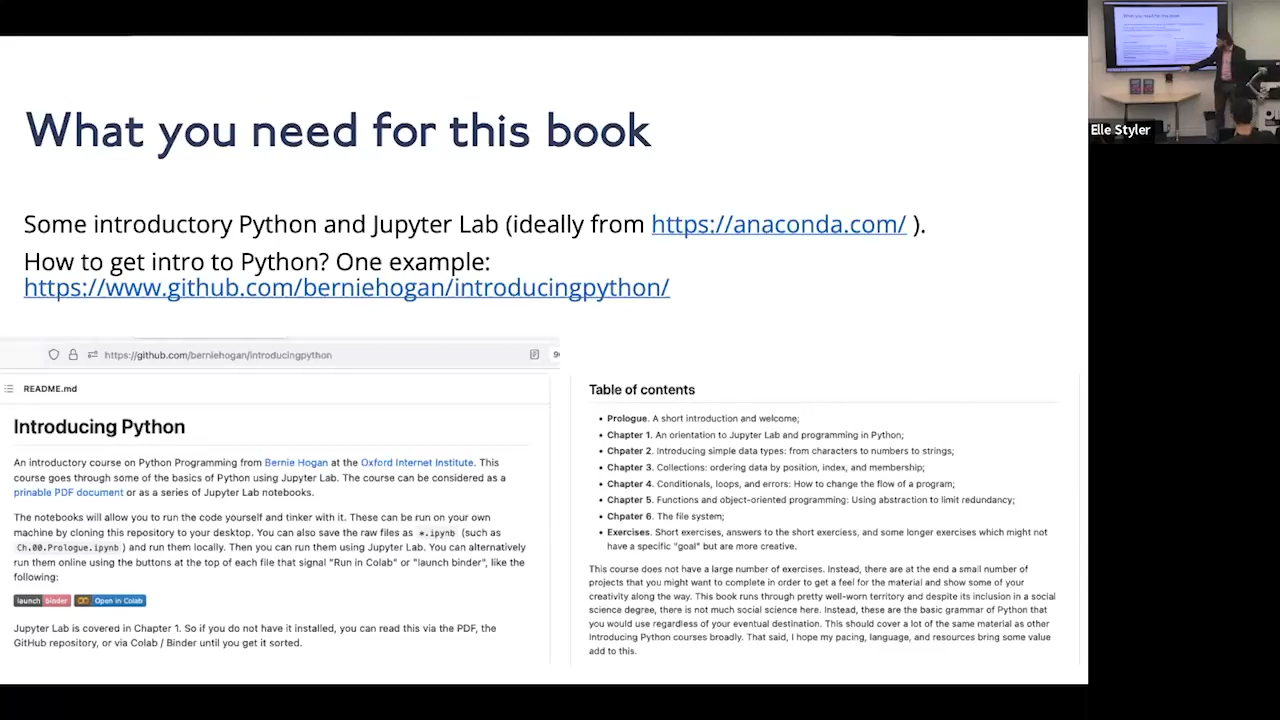 What you need for this book
Some introductory Python and Jupyter Lab (ideally from https://anaconda.com/ ).
How to get intro to Python? One example:
https://www.github.com/berniehogan/introducingpython/
https://github.com/berniehogan/introducingpython
README.md
Introducing Python
An introductory course on Python Programming from Bernie Hogan at the Oxford Internet Institute. This
course goes through some of the basics of Python using Jupyter Lab. The course can be considered as a
prinable PDF document or as a series of Jupyter Lab notebooks.
The notebooks will allow you to run the code yourself and tinker with it. These can be run on your own
machine by cloning this repository to your desktop. You can also save the raw files as *.ipynb (such as
Ch.00.Prologue.ipynb) and run them locally. Then you can run them using Jupyter Lab. You can alternatively
run them online using the buttons at the top of each file that signal "Run in Colab" or "launch binder", like the
following:
launch binder Open in Colab
Jupyter Lab is covered in Chapter 1. So if you do not have it installed, you can read this via the PDF, the
GitHub repository, or via Colab / Binder until you get it sorted.
Table of contents
• Prologue. A short introduction and welcome;
• Chapter 1. An orientation to Jupyter Lab and programming in Python;
• Chpater 2. Introducing simple data types: from characters to numbers to strings;
• Chapter 3. Collections: ordering data by position, index, and membership;
• Chapter 4. Conditionals, loops, and errors: How to change the flow of a program;
• Chapter 5. Functions and object-oriented programming: Using abstraction to limit redundancy;
• Chpater 6. The file system;
• Exercises. Short exercises, answers to the short exerciess, and some longer exercises which might not
have a specific "goal" but are more creative.
This course does not have a large number of exercises. Instead, there are at the end a small number of
projects that you might want to complete in order to get a feel for the material and show some of your
creativity along the way. This book runs through pretty well-worn territory and despite its inclusion in a social
science degree, there is not much social science here. Instead, these are the basic grammar of Python that
you would use regardless of your eventual destination. This should cover a lot of the same material as other
Introducing Python courses broadly. That said, I hope my pacing, language, and resources bring some value
add to this.
What you need for this book
Elle Styler